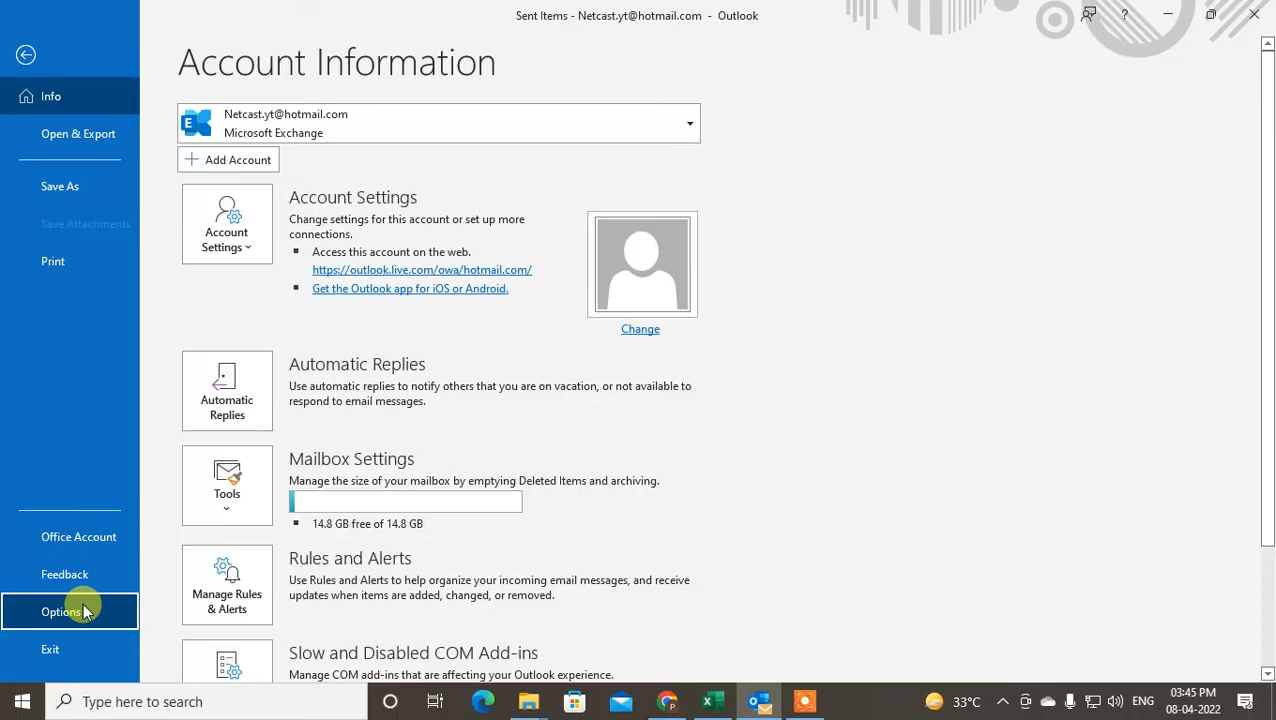 Sent Items - Netcast.yt@hotmail.com - Outlook
?
Account Information
Info
Open & Export
Save As
Save Attachments
Print
Office Account
Feedback
Options
Exit
E
Netcast.yt@hotmail.com
Microsoft Exchange
Add Account
Account
Settings
Account Settings
Change settings for this account or set up more
connections.
Access this account on the web.
https://outlook.live.com/owa/hotmail.com/
Get the Outlook app for iOS or Android.
Change
Automatic
Replies
Automatic Replies
Use automatic replies to notify others that you are on vacation, or not available to
respond to email messages.
Tools
Mailbox Settings
Manage the size of your mailbox by emptying Deleted Items and archiving.
14.8 GB free of 14.8 GB
Manage Rules
& Alerts
Rules and Alerts
Use Rules and Alerts to help organize your incoming email messages, and receive
updates when items are added, changed, or removed.
Slow and Disabled COM Add-ins
Manage COM add-ins that are affecting your Outlook experience.
Type here to search
33°C
ENG
03:45 PM
08-04-2022